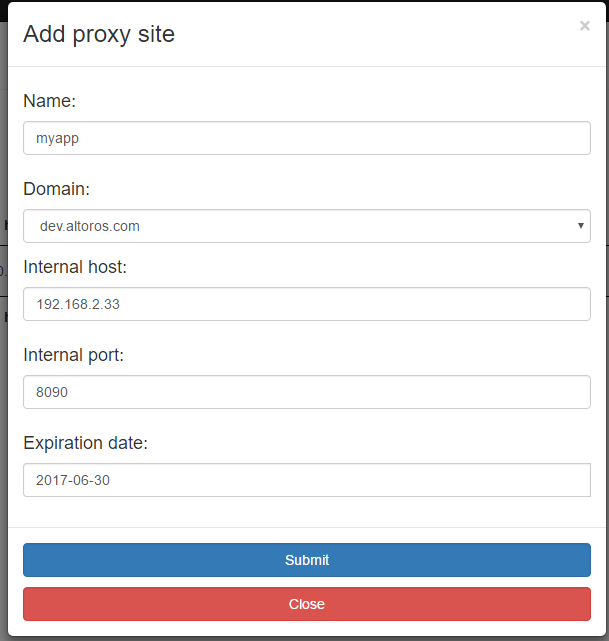 Add proxy site
×
Name:
myapp
Domain:
dev.altoros.com
Internal host:
192.168.2.33
Internal port:
8090
Expiration date:
2017-06-30
Submit
Close